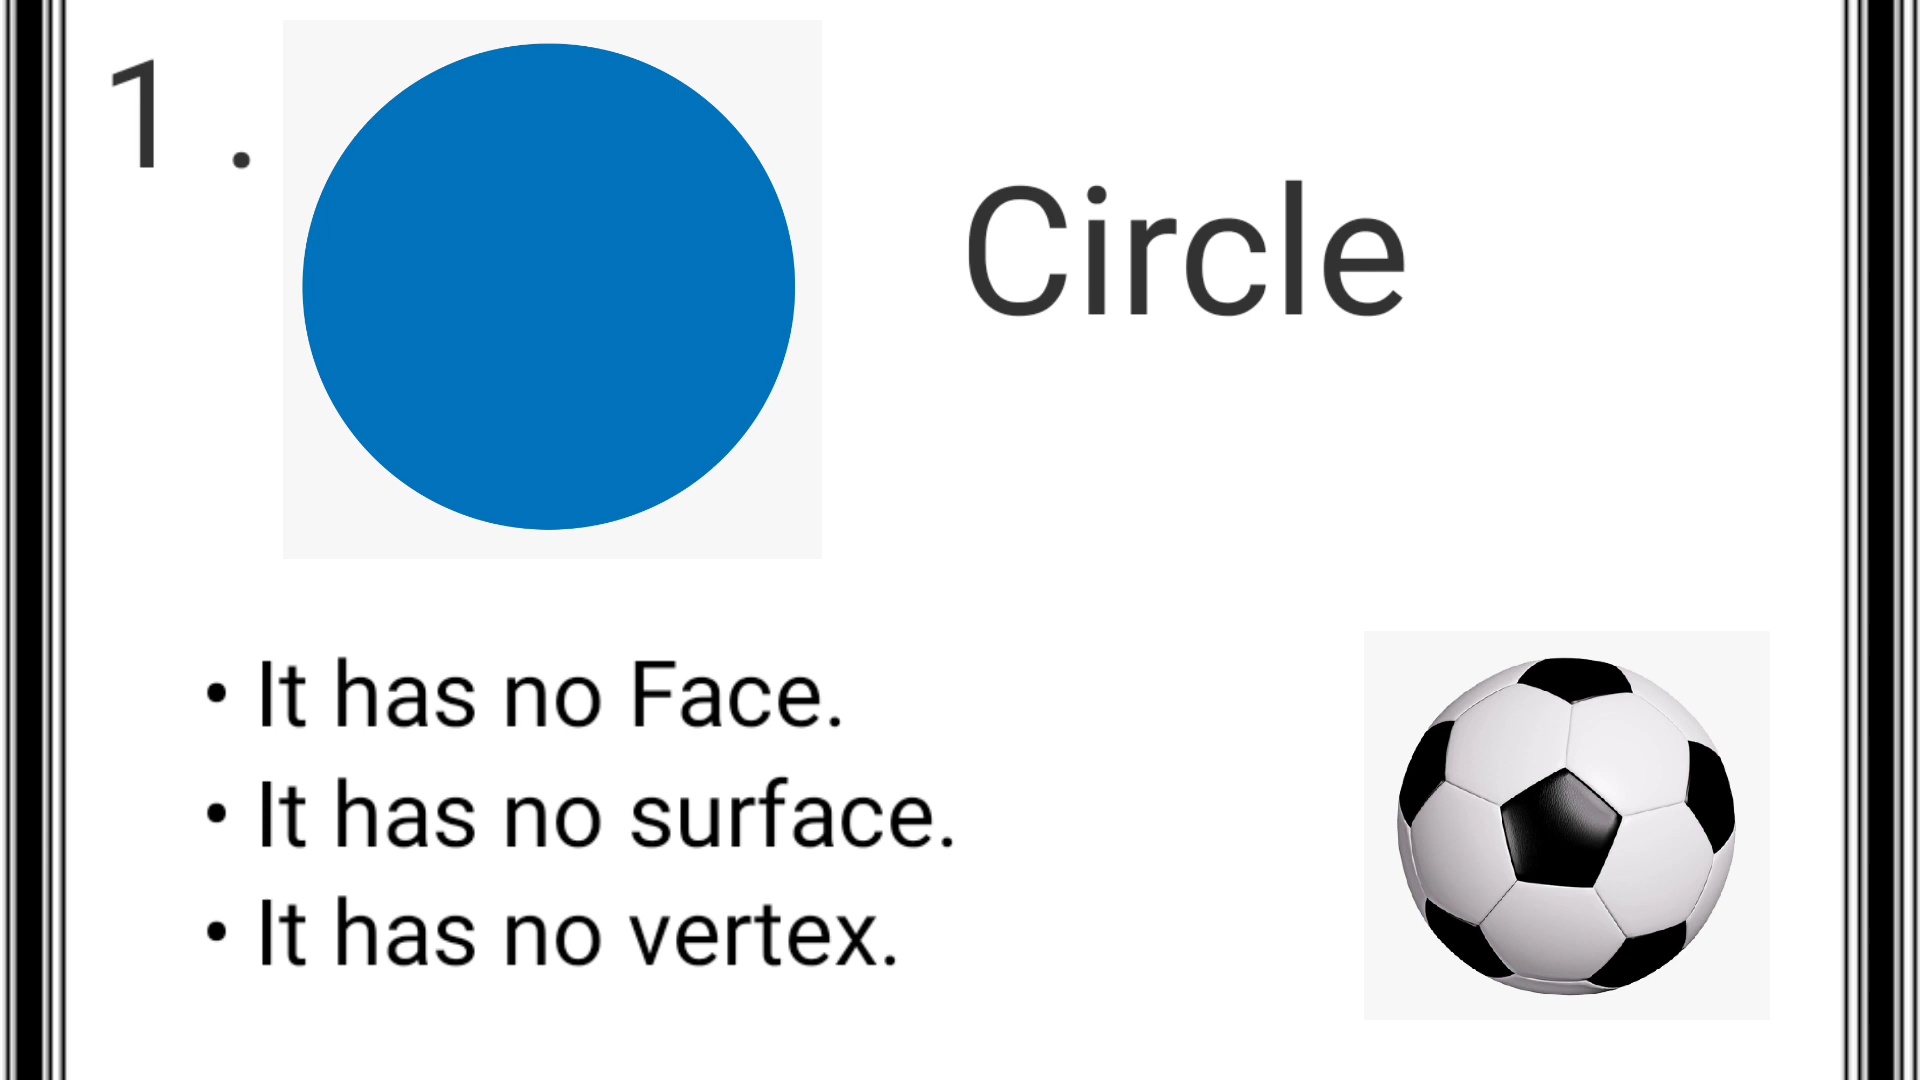 1 .
Circle
• It has no Face.
• It has no surface.
• It has no vertex.